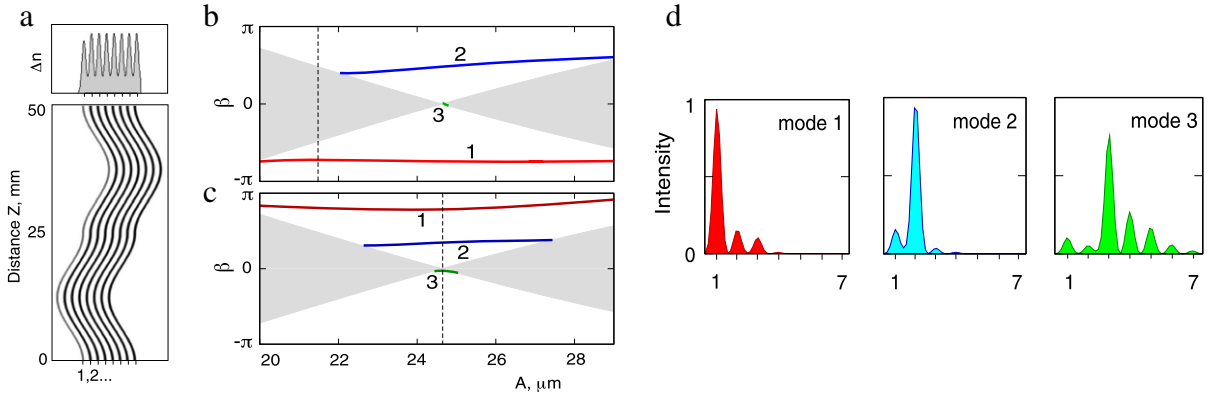 a
Δn
Distance Z, mm
50
25
0
1,2...
b
π
β
0
-π
2
3
1
c
π
β
0
-π
1
2
3
20
22
24
26
28
A, μm
d
Intensity
1
0
mode 1
1
7
mode 2
1
7
mode 3
1
7